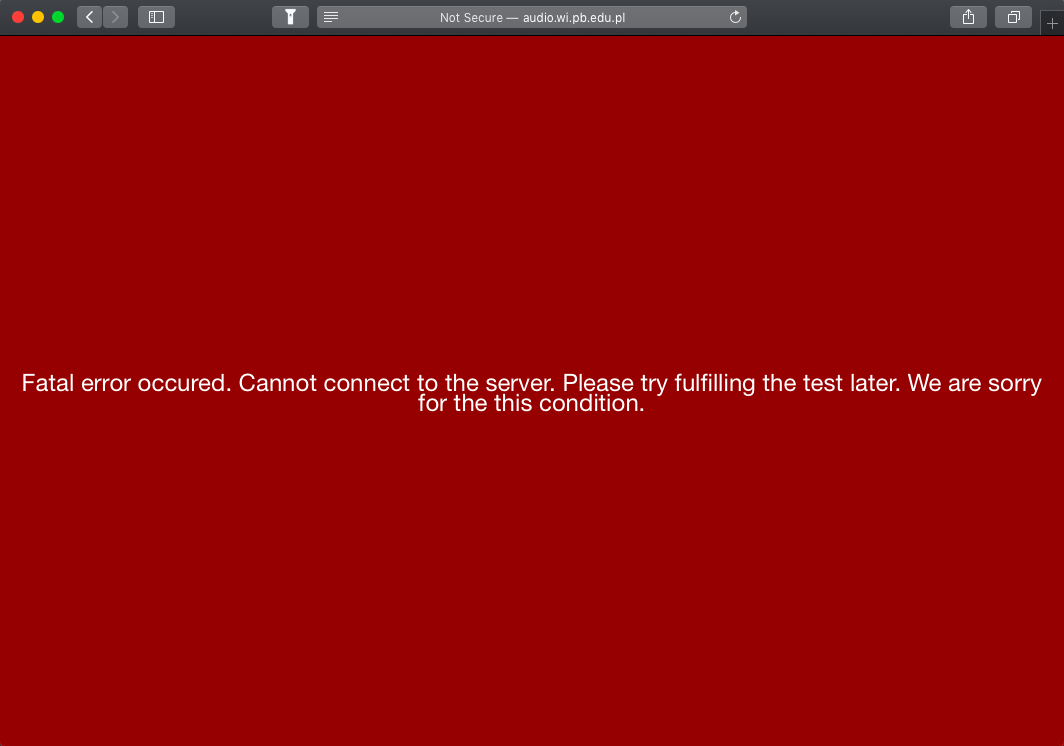 Not Secure — audio.wi.pb.edu.pl
Fatal error occured. Cannot connect to the server. Please try fulfilling the test later. We are sorry
for the this condition.